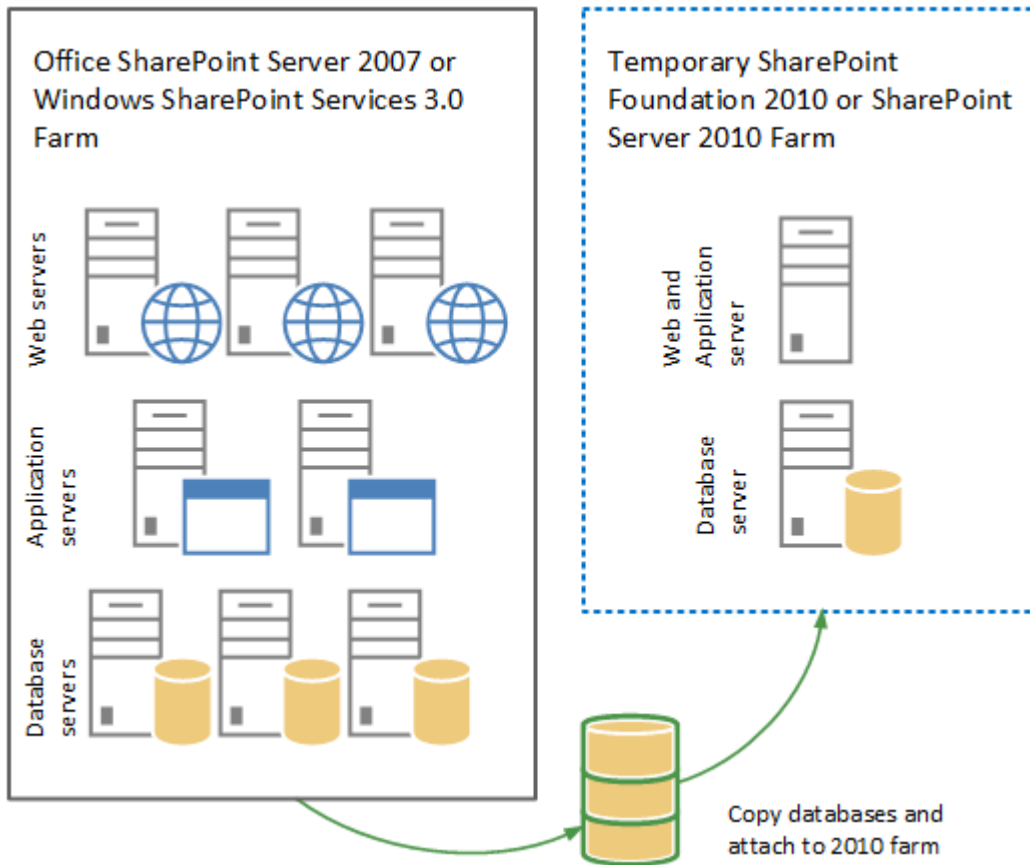 Office SharePoint Server 2007 or
Windows SharePoint Services 3.0
Farm
Web servers
Application
servers
Database
servers
Temporary SharePoint
Foundation 2010 or SharePoint
Server 2010 Farm
Web and
Application
server
Database
server
Copy databases and
attach to 2010 farm